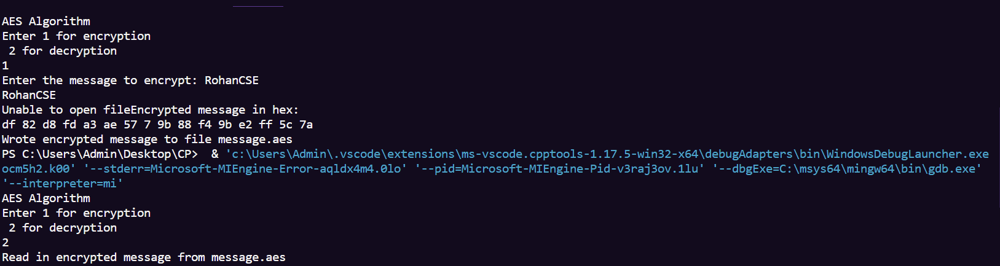 AES Algorithm
Enter 1 for encryption
 2 for decryption
1
Enter the message to encrypt: RohanCSE
RohanCSE
Unable to open fileEncrypted message in hex:
df 82 d8 fd a3 ae 57 7 9b 88 f4 9b e2 ff 5c 7a
Wrote encrypted message to file message.aes
PS C:\Users\Admin\Desktop\CP>  & 'c:\Users\Admin\.vscode\extensions\ms-vscode.cpptools-1.17.5-win32-x64\debugAdapters\bin\WindowsDebugLauncher.exe
ocm5h2.k00' '--stderr=Microsoft-MIEngine-Error-aqldx4m4.0lo' '--pid=Microsoft-MIEngine-Pid-v3raj3ov.1lu' '--dbgExe=C:\msys64\mingw64\bin\gdb.exe'
'--interpreter=mi'
AES Algorithm
Enter 1 for encryption
 2 for decryption
2
Read in encrypted message from message.aes